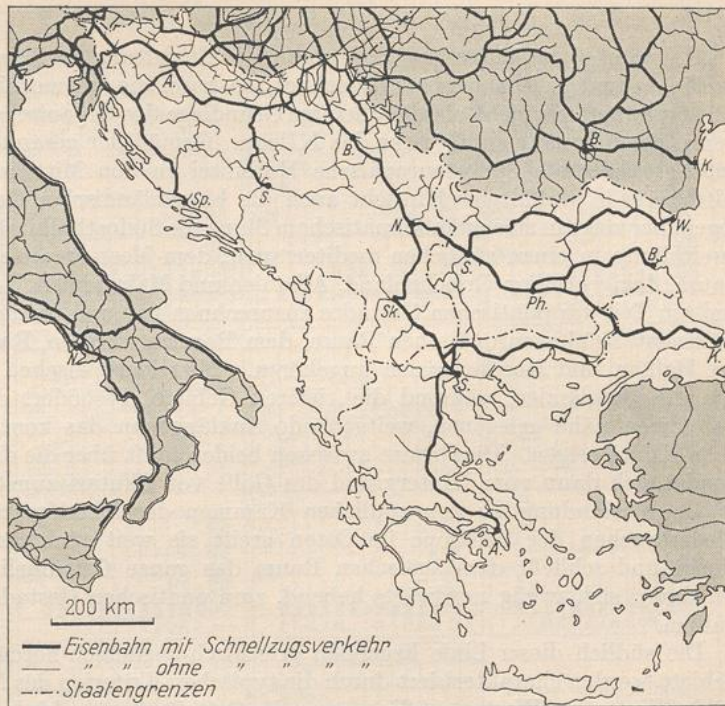 V.
L.
A.
B.
B.
K.
Sp.
S.
N.
W.
S.
B.
Ph.
Sk.
K.
S.
N.
A.
200 km
Eisenbahn mit Schnellzugsverkehr
" " ohne " " " "
Staatengrenzen